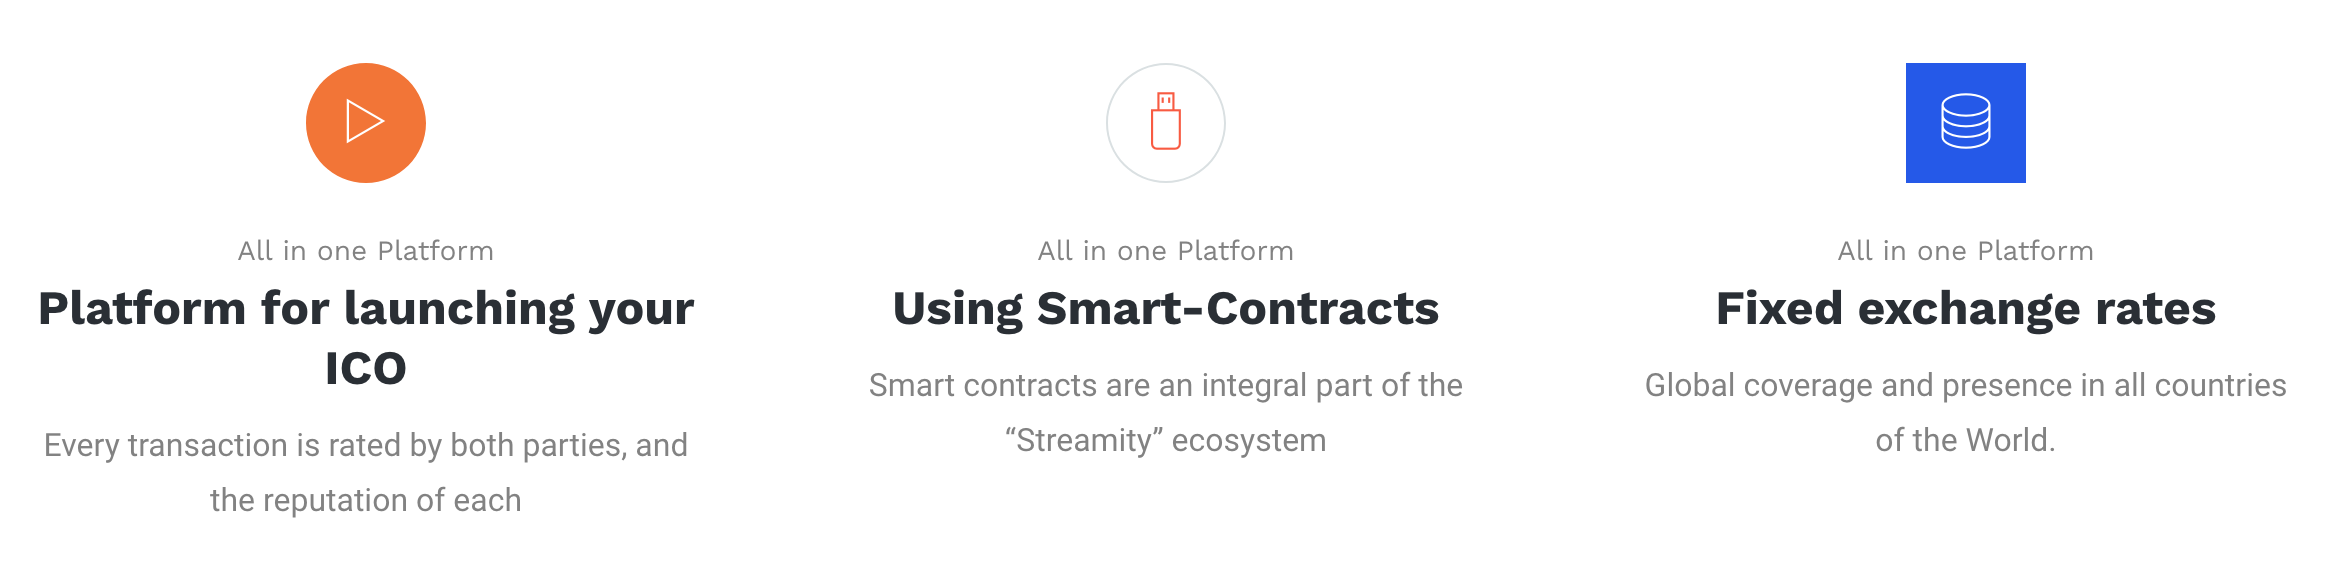 All in one Platform
Platform for launching your
ICO
Every transaction is rated by both parties, and
the reputation of each
All in one Platform
Using Smart-Contracts
Smart contracts are an integral part of the
“Streamity” ecosystem
All in one Platform
Fixed exchange rates
Global coverage and presence in all countries
of the World.